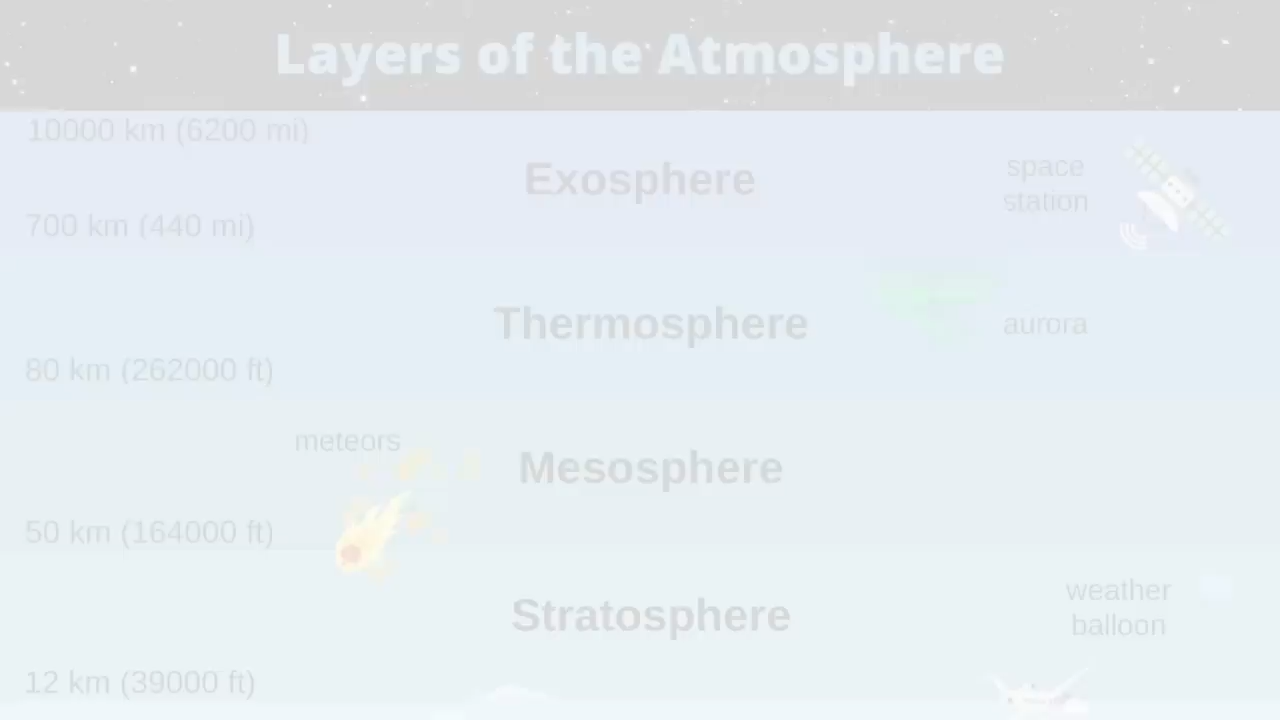 Layers of the Atmosphere
10000 km (6200 mi)
Exosphere
space
station
700 km (440 mi)
Thermosphere
aurora
80 km (262000 ft)
meteors
Mesosphere
50 km (164000 ft)
Stratosphere
weather
balloon
12 km (39000 ft)